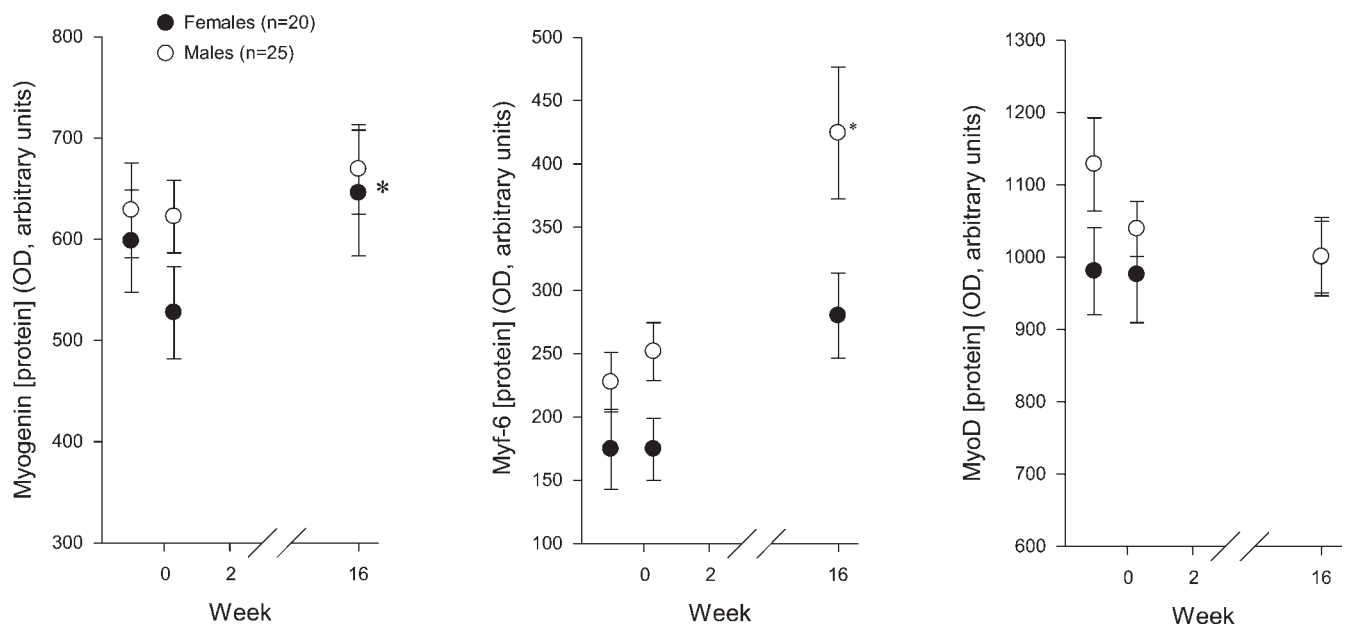 Females (n=20)
Males (n=25)
Myogenin [protein] (OD, arbitrary units)
800
700
600
500
400
300
0 2 16
Week
*
Myf-6 [protein] (OD, arbitrary units)
500
450
400
350
300
250
200
150
100
0 2 16
Week
*
MyoD [protein] (OD, arbitrary units)
1300
1200
1100
1000
900
800
700
600
0 2 16
Week